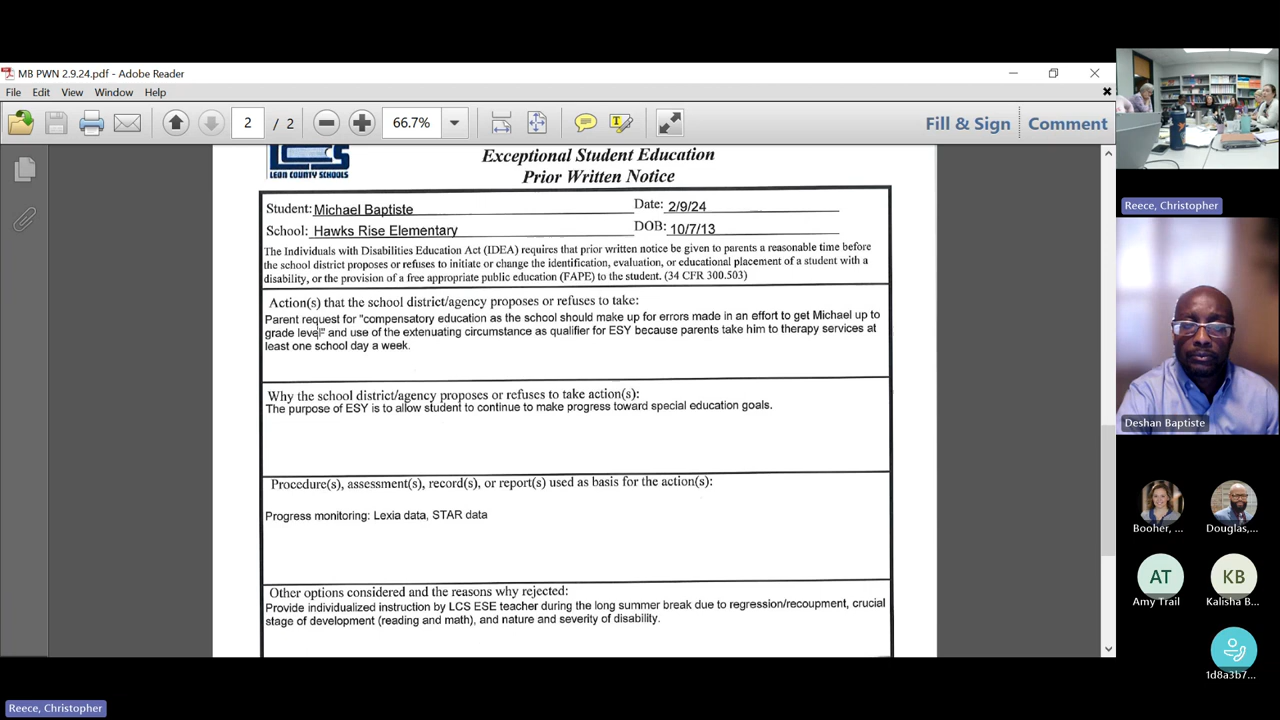 MB PWN 2.9.24.pdf - Adobe Reader
File Edit View Window Help
2 / 2 66.7% Fill & Sign Comment
LCS
LEON COUNTY SCHOOLS
Exceptional Student Education
Prior Written Notice
Student: Michael Baptiste Date: 2/9/24
School: Hawks Rise Elementary DOB: 10/7/13
The Individuals with Disabilities Education Act (IDEA) requires that prior written notice be given to parents a reasonable time before
the school district proposes or refuses to initiate or change the identification, evaluation, or educational placement of a student with a
disability, or the provision of a free appropriate public education (FAPE) to the student. (34 CFR 300.503)
Action(s) that the school district/agency proposes or refuses to take:
Parent request for "compensatory education as the school should make up for errors made in an effort to get Michael up to
grade level" and use of the extenuating circumstance as qualifier for ESY because parents take him to therapy services at
least one school day a week.
Why the school district/agency proposes or refuses to take action(s):
The purpose of ESY is to allow student to continue to make progress toward special education goals.
Procedure(s), assessment(s), record(s), or report(s) used as basis for the action(s):
Progress monitoring: Lexia data, STAR data
Other options considered and the reasons why rejected:
Provide individualized instruction by LCS ESE teacher during the long summer break due to regression/recoupment, crucial
stage of development (reading and math), and nature and severity of disability.
Reece, Christopher
Deshan Baptiste
Booher, ...
Douglas,...
AT
Amy Trail
KB
Kalisha B...
1d8a3b7...
Reece, Christopher